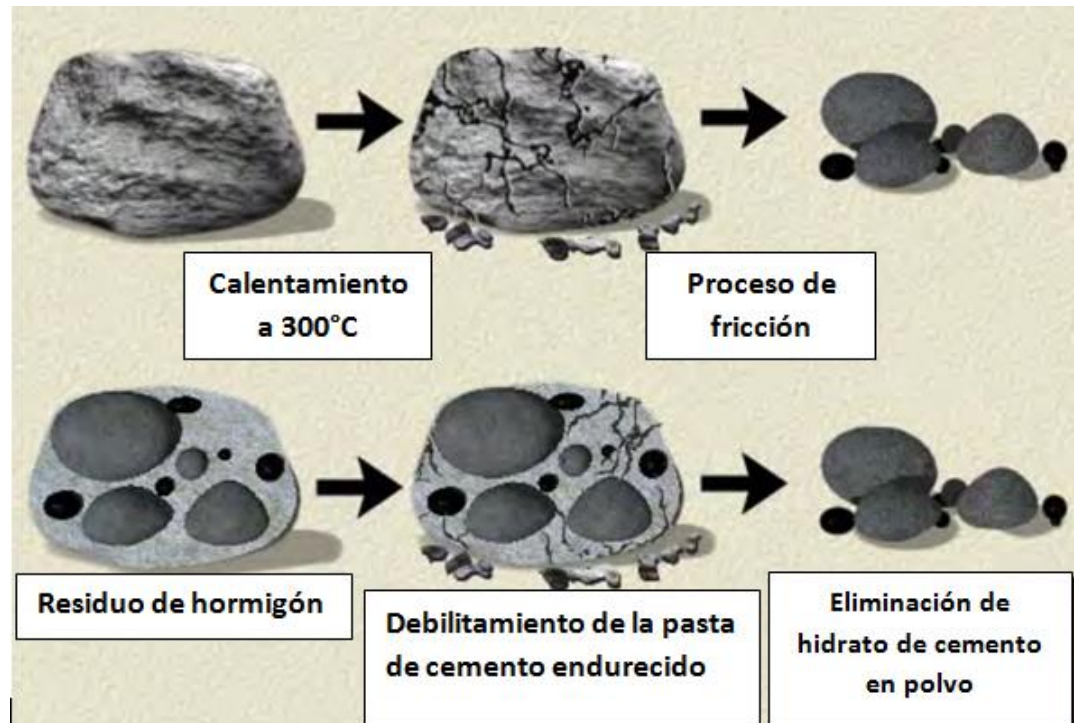 Calentamiento
a 300°C
Proceso de
fricción
Residuo de hormigón
Debilitamiento de la pasta
de cemento endurecido
Eliminación de
hidrato de cemento
en polvo